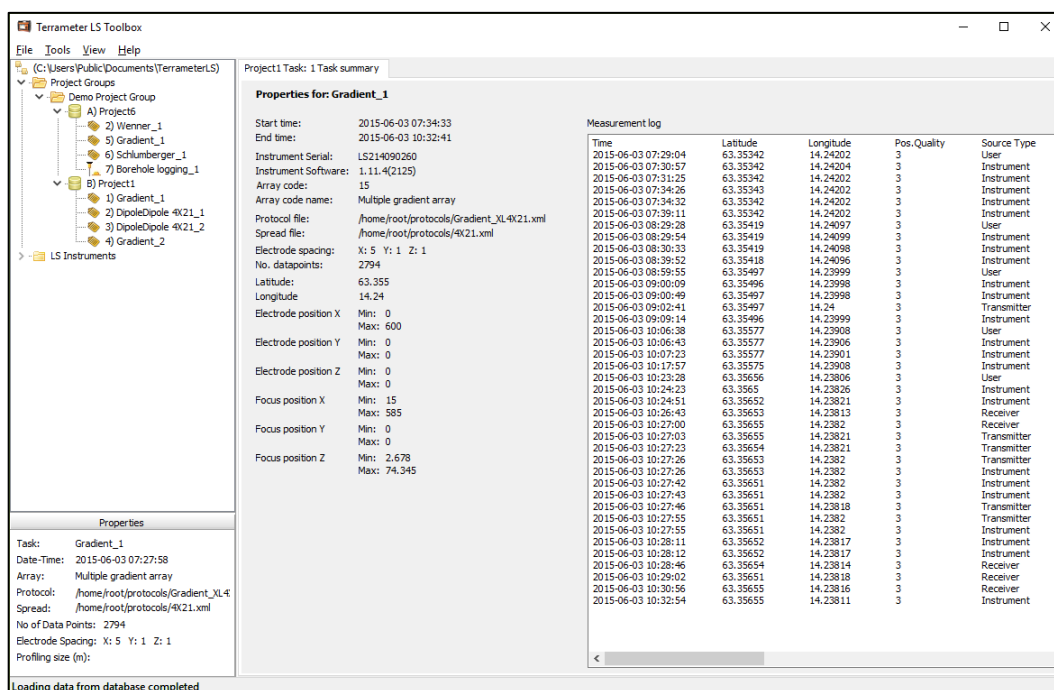 Terrameter LS Toolbox
File Tools View Help
(C:\Users\Public\Documents\TerrameterLS)
Project Groups
Demo Project Group
A) Project6
2) Wenner_1
5) Gradient_1
6) Schlumberger_1
7) Borehole logging_1
B) Project1
1) Gradient_1
2) DipoleDipole 4X21_1
3) DipoleDipole 4X21_2
4) Gradient_2
LS Instruments
Properties
Task: Gradient_1
Date-Time: 2015-06-03 07:27:58
Array: Multiple gradient array
Protocol: /home/root/protocols/Gradient_XL4
Spread: /home/root/protocols/4X21.xml
No of Data Points: 2794
Electrode Spacing: X: 5 Y: 1 Z: 1
Profiling size (m):
Project1 Task: 1 Task summary
Properties for: Gradient_1
Start time: 2015-06-03 07:34:33
End time: 2015-06-03 10:32:41
Instrument Serial: LS214090260
Instrument Software: 1.11.4(2125)
Array code: 15
Array code name: Multiple gradient array
Protocol file: /home/root/protocols/Gradient_XL4X21.xml
Spread file: /home/root/protocols/4X21.xml
Electrode spacing: X: 5 Y: 1 Z: 1
No. datapoints: 2794
Latitude: 63.355
Longitude 14.24
Electrode position X Min: 0
Max: 600
Electrode position Y Min: 0
Max: 0
Electrode position Z Min: 0
Max: 0
Focus position X Min: 15
Max: 585
Focus position Y Min: 0
Max: 0
Focus position Z Min: 2.678
Max: 74.345
Measurement log
Time Latitude Longitude Pos.Quality Source Type
2015-06-03 07:29:04 63.35342 14.24202 3 User
2015-06-03 07:30:57 63.35342 14.24204 3 Instrument
2015-06-03 07:31:25 63.35342 14.24202 3 Instrument
2015-06-03 07:34:26 63.35343 14.24202 3 Instrument
2015-06-03 07:34:32 63.35342 14.24202 3 Instrument
2015-06-03 07:39:11 63.35342 14.24202 3 Instrument
2015-06-03 08:29:28 63.35419 14.24097 3 User
2015-06-03 08:29:54 63.35419 14.24099 3 Instrument
2015-06-03 08:30:33 63.35419 14.24098 3 Instrument
2015-06-03 08:39:52 63.35418 14.24096 3 Instrument
2015-06-03 08:59:55 63.35497 14.23999 3 User
2015-06-03 09:00:09 63.35496 14.23998 3 Instrument
2015-06-03 09:00:49 63.35497 14.23998 3 Instrument
2015-06-03 09:02:41 63.35497 14.24 3 Transmitter
2015-06-03 09:09:14 63.35496 14.23999 3 Instrument
2015-06-03 10:06:38 63.35577 14.23908 3 User
2015-06-03 10:06:43 63.35577 14.23906 3 Instrument
2015-06-03 10:07:23 63.35577 14.23901 3 Instrument
2015-06-03 10:17:57 63.35575 14.23908 3 Instrument
2015-06-03 10:23:28 63.35656 14.23806 3 User
2015-06-03 10:24:23 63.3565 14.23826 3 Instrument
2015-06-03 10:24:51 63.35652 14.23821 3 Instrument
2015-06-03 10:26:43 63.35653 14.23813 3 Receiver
2015-06-03 10:27:00 63.35655 14.2382 3 Receiver
2015-06-03 10:27:03 63.35655 14.23821 3 Transmitter
2015-06-03 10:27:23 63.35654 14.23821 3 Transmitter
2015-06-03 10:27:26 63.35653 14.2382 3 Transmitter
2015-06-03 10:27:26 63.35653 14.2382 3 Instrument
2015-06-03 10:27:42 63.35651 14.2382 3 Instrument
2015-06-03 10:27:43 63.35651 14.2382 3 Instrument
2015-06-03 10:27:46 63.35651 14.23818 3 Transmitter
2015-06-03 10:27:55 63.35651 14.2382 3 Transmitter
2015-06-03 10:27:55 63.35651 14.2382 3 Instrument
2015-06-03 10:28:11 63.35652 14.23817 3 Instrument
2015-06-03 10:28:12 63.35652 14.23817 3 Instrument
2015-06-03 10:28:46 63.35654 14.23814 3 Receiver
2015-06-03 10:29:02 63.35651 14.23818 3 Receiver
2015-06-03 10:30:56 63.35655 14.23816 3 Receiver
2015-06-03 10:32:54 63.35655 14.23811 3 Instrument
Loading data from database completed